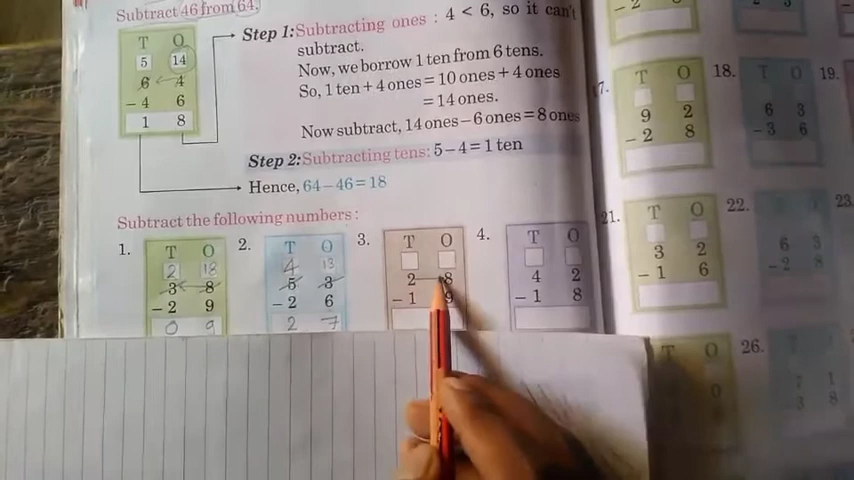 Subtract 46 from 64.
T O
5 14
6 4
- 4 6
1 8
Step 1: Subtracting ones : 4 < 6, so it can't
subtract.
Now, we borrow 1 ten from 6 tens.
So, 1 ten + 4 ones = 10 ones + 4 ones
= 14 ones.
Now subtract, 14 ones - 6 ones = 8 ones
Step 2: Subtracting tens: 5 - 4 = 1 ten
Hence, 64 - 46 = 18
Subtract the following numbers :
1.
T O
2 18
3 8
- 2 9
0 9
2.
T O
4 13
5 3
- 2 6
2 7
3.
T O
2 8
- 1 9
4.
T O
4 2
- 1 8
17.
T O
9 2
- 2 8
18.
T O
6 3
- 3 6
19.
21.
T O
3 2
- 1 6
22.
6 3
- 2 8
23.
T O
0
26.
7 1
3 8